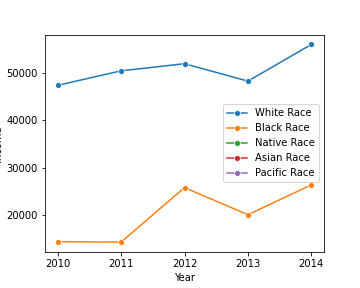 50000
40000
30000
20000
White Race
Black Race
Native Race
Asian Race
Pacific Race
2010 2011 2012 2013 2014
Year